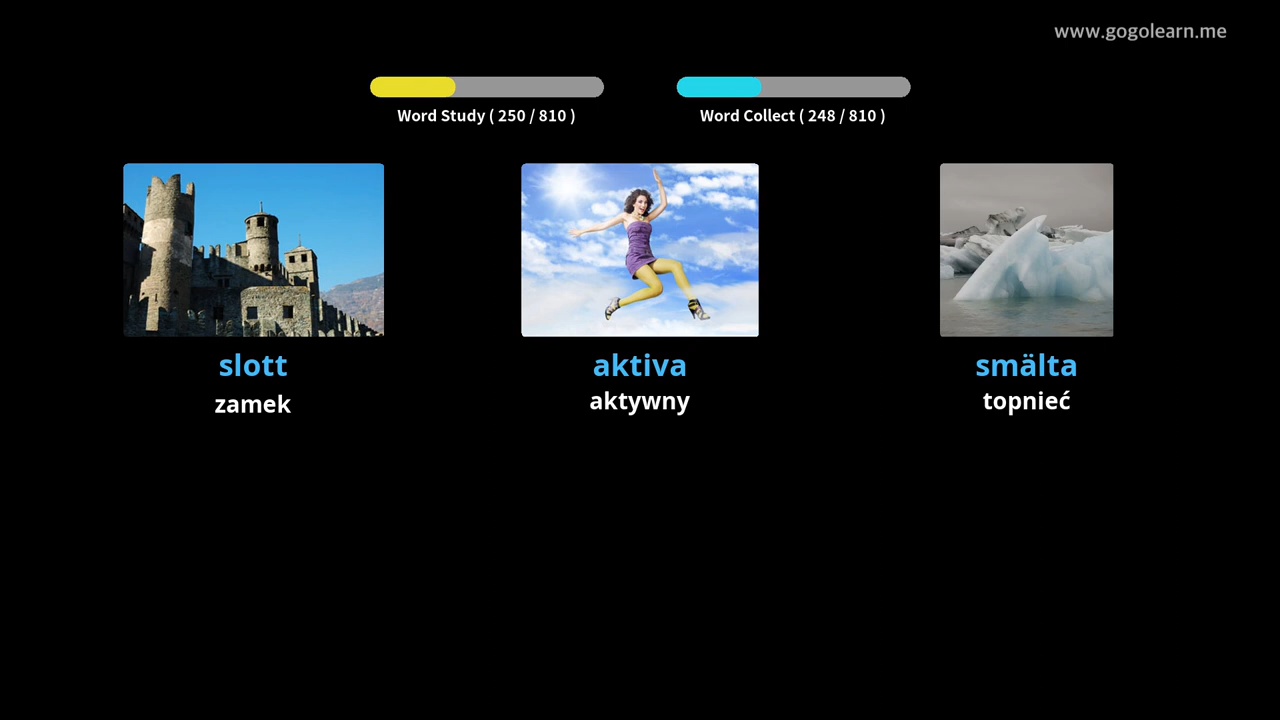 www.gogolearn.me
Word Study ( 250 / 810 )
Word Collect ( 248 / 810 )
slott
zamek
aktiva
aktywny
smälta
topnieć